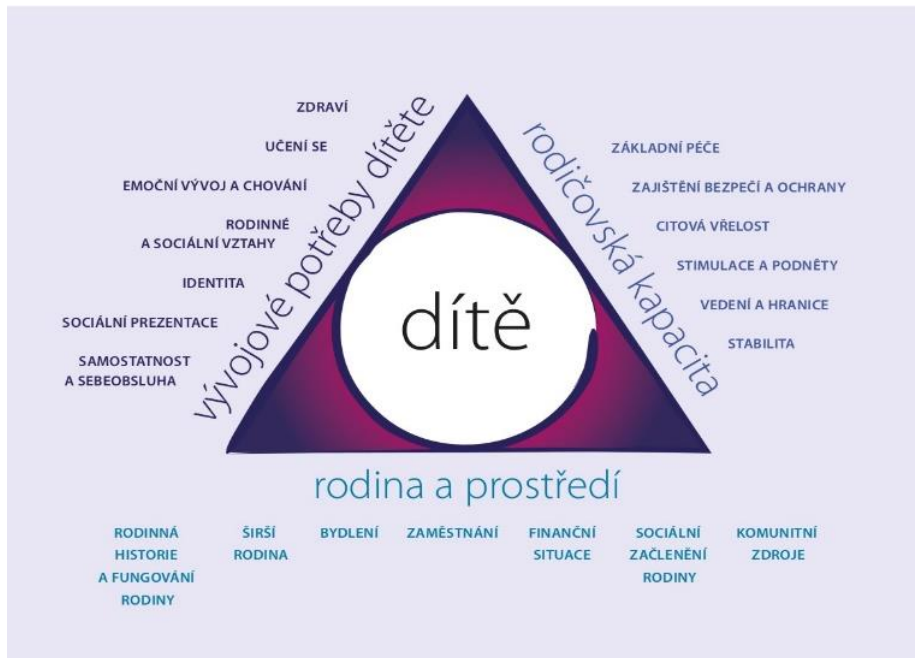 ZDRAVÍ
UČENÍ SE
EMOČNÍ VÝVOJ A CHOVÁNÍ
RODINNÉ
A SOCIÁLNÍ VZTAHY
IDENTITA
SOCIÁLNÍ PREZENTACE
SAMOSTATNOST
A SEBEOBSLUHA
vývojové potřeby dítěte
dítě
rodičovská kapacita
ZÁKLADNÍ PÉČE
ZAJIŠTĚNÍ BEZPEČÍ A OCHRANY
CITOVÁ VŘELOST
STIMULACE A PODNĚTY
VEDENÍ A HRANICE
STABILITA
rodina a prostředí
RODINNÁ
HISTORIE
A FUNGOVÁNÍ
RODINY
ŠIRŠÍ
RODINA
BYDLENÍ
ZAMĚSTNÁNÍ
FINANČNÍ
SITUACE
SOCIÁLNÍ
ZAČLENĚNÍ
RODINY
KOMUNITNÍ
ZDROJE